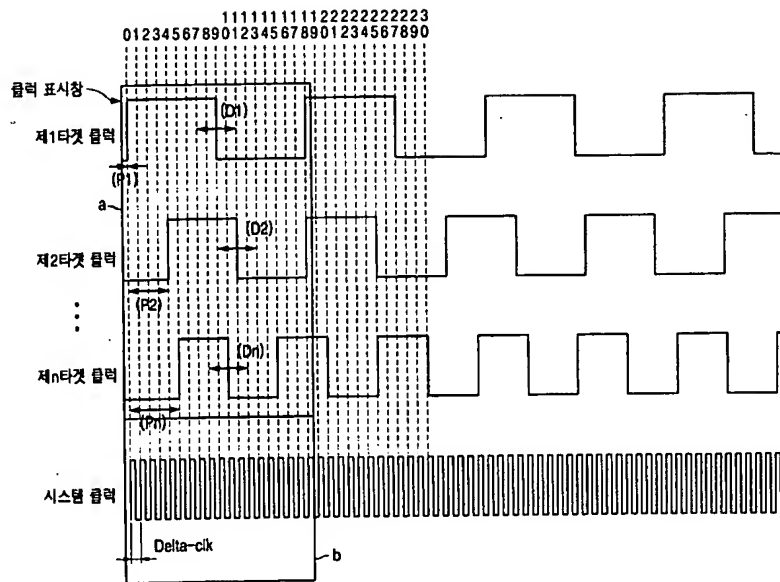 111111111122222222223
0123456789012345678901234567890
클럭 표시창
(D1)
제1타겟 클럭
(P1)
a
(D2)
제2타겟 클럭
(P2)
(Dn)
제n타겟 클럭
(Pn)
시스템 클럭
Delta-clk
b